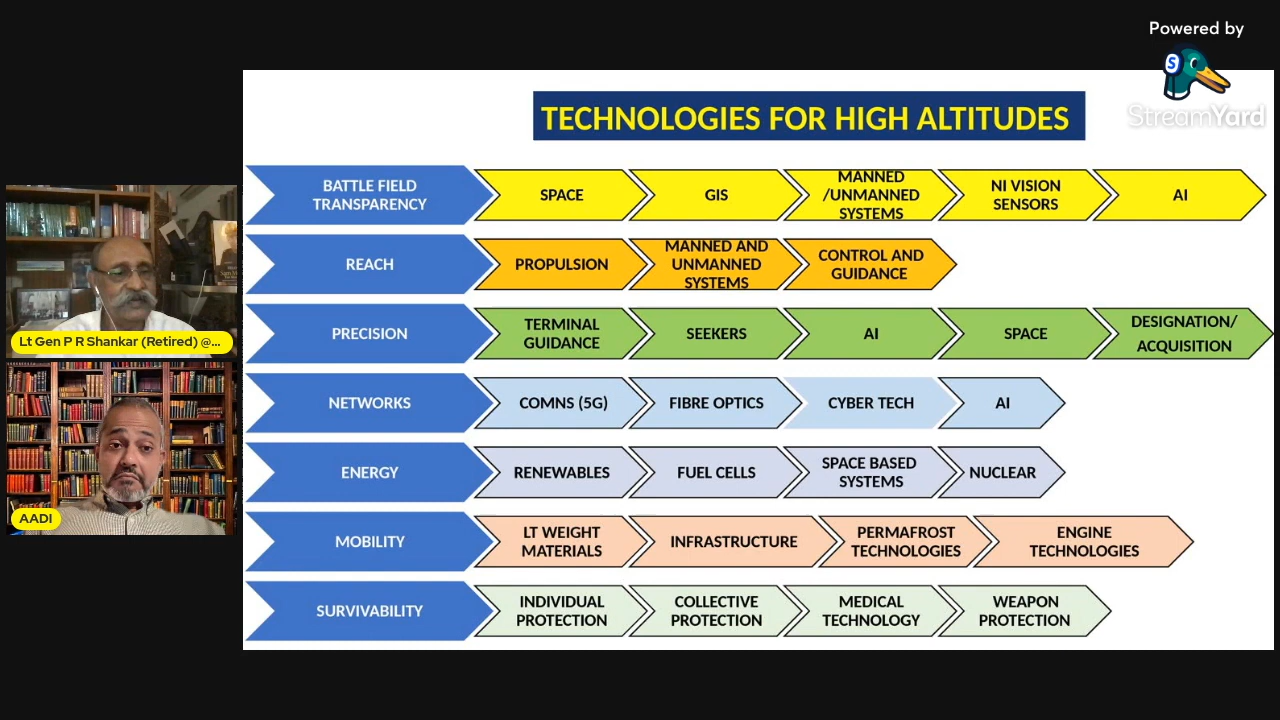 Powered by
StreamYard
TECHNOLOGIES FOR HIGH ALTITUDES
BATTLE FIELD
TRANSPARENCY
SPACE
GIS
MANNED
/UNMANNED
SYSTEMS
NI VISION
SENSORS
AI
REACH
PROPULSION
MANNED AND
UNMANNED
SYSTEMS
CONTROL AND
GUIDANCE
PRECISION
TERMINAL
GUIDANCE
SEEKERS
AI
SPACE
DESIGNATION/
ACQUISITION
NETWORKS
COMNS (5G)
FIBRE OPTICS
CYBER TECH
AI
ENERGY
RENEWABLES
FUEL CELLS
SPACE BASED
SYSTEMS
NUCLEAR
MOBILITY
LT WEIGHT
MATERIALS
INFRASTRUCTURE
PERMAFROST
TECHNOLOGIES
ENGINE
TECHNOLOGIES
SURVIVABILITY
INDIVIDUAL
PROTECTION
COLLECTIVE
PROTECTION
MEDICAL
TECHNOLOGY
WEAPON
PROTECTION
Lt Gen P R Shankar (Retired) @...
AADI